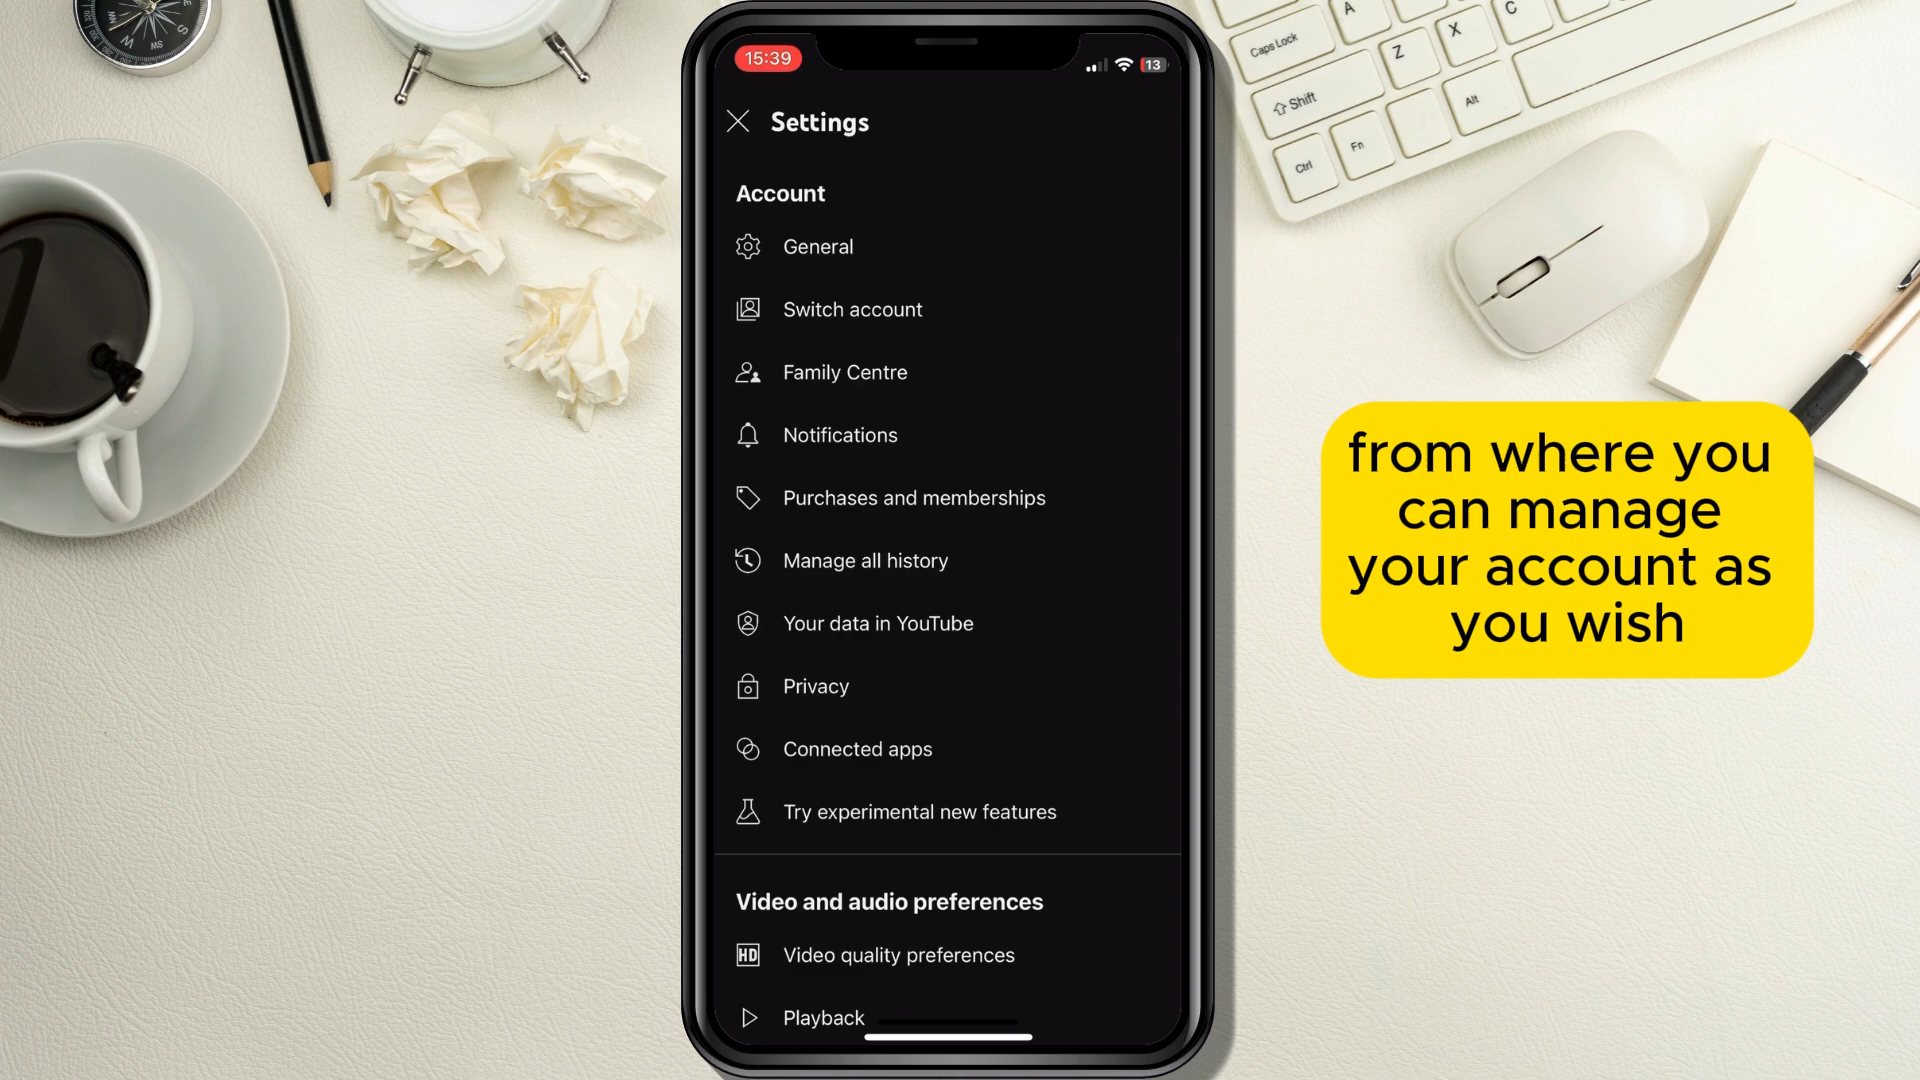 15:39
13
Settings
Account
General
Switch account
Family Centre
Notifications
Purchases and memberships
Manage all history
Your data in YouTube
Privacy
Connected apps
Try experimental new features
Video and audio preferences
HD
Video quality preferences
Playback
from where you
can manage
your account as
you wish
Caps Lock
A
Z
X
C
Shift
Alt
Ctrl
Fn
W
SW